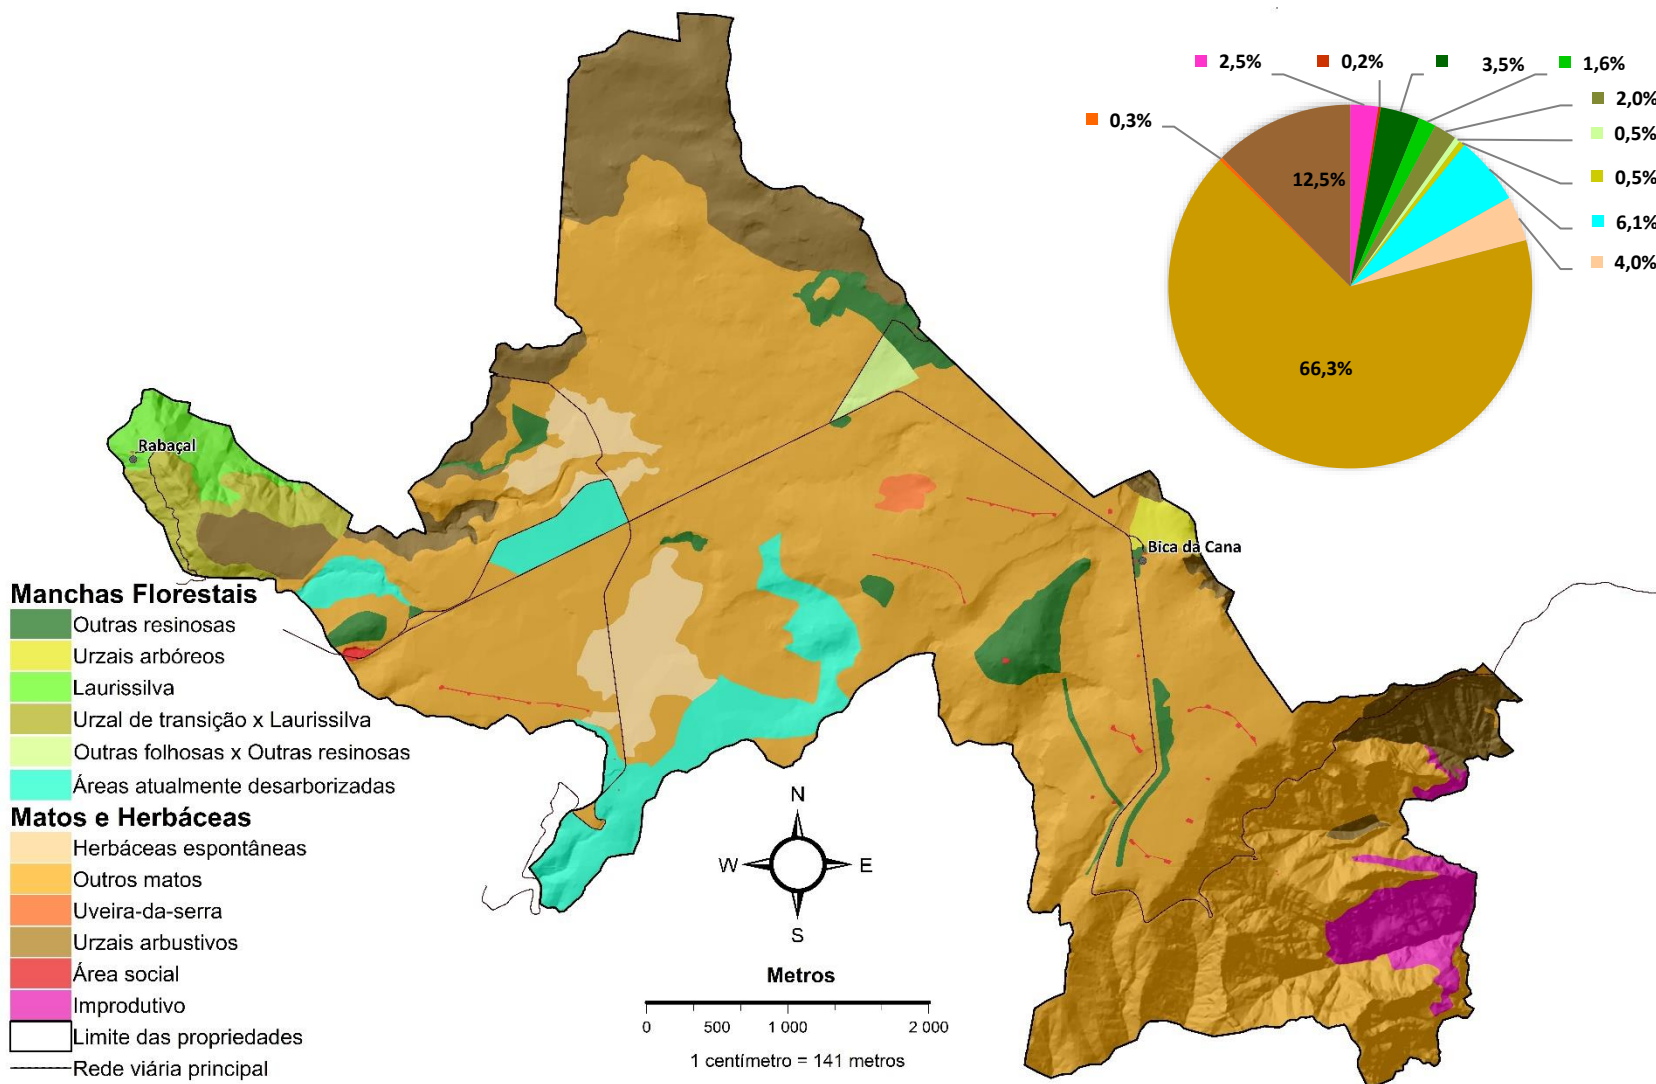 2,5%
0,2%
3,5%
1,6%
2,0%
0,3%
0,5%
12,5%
0,5%
6,1%
4,0%
66,3%
Rabaçal
Bica da Cana
Manchas Florestais
Outras resinosas
Urzais arbóreos
Laurissilva
Urzal de transição x Laurissilva
Outras folhosas x Outras resinosas
Áreas atualmente desarborizadas
Matos e Herbáceas
Herbáceas espontâneas
Outros matos
Uveira-da-serra
Urzais arbustivos
Área social
Improdutivo
Limite das propriedades
Rede viária principal
N
W
E
S
Metros
0 500 1 000 2 000
1 centímetro = 141 metros